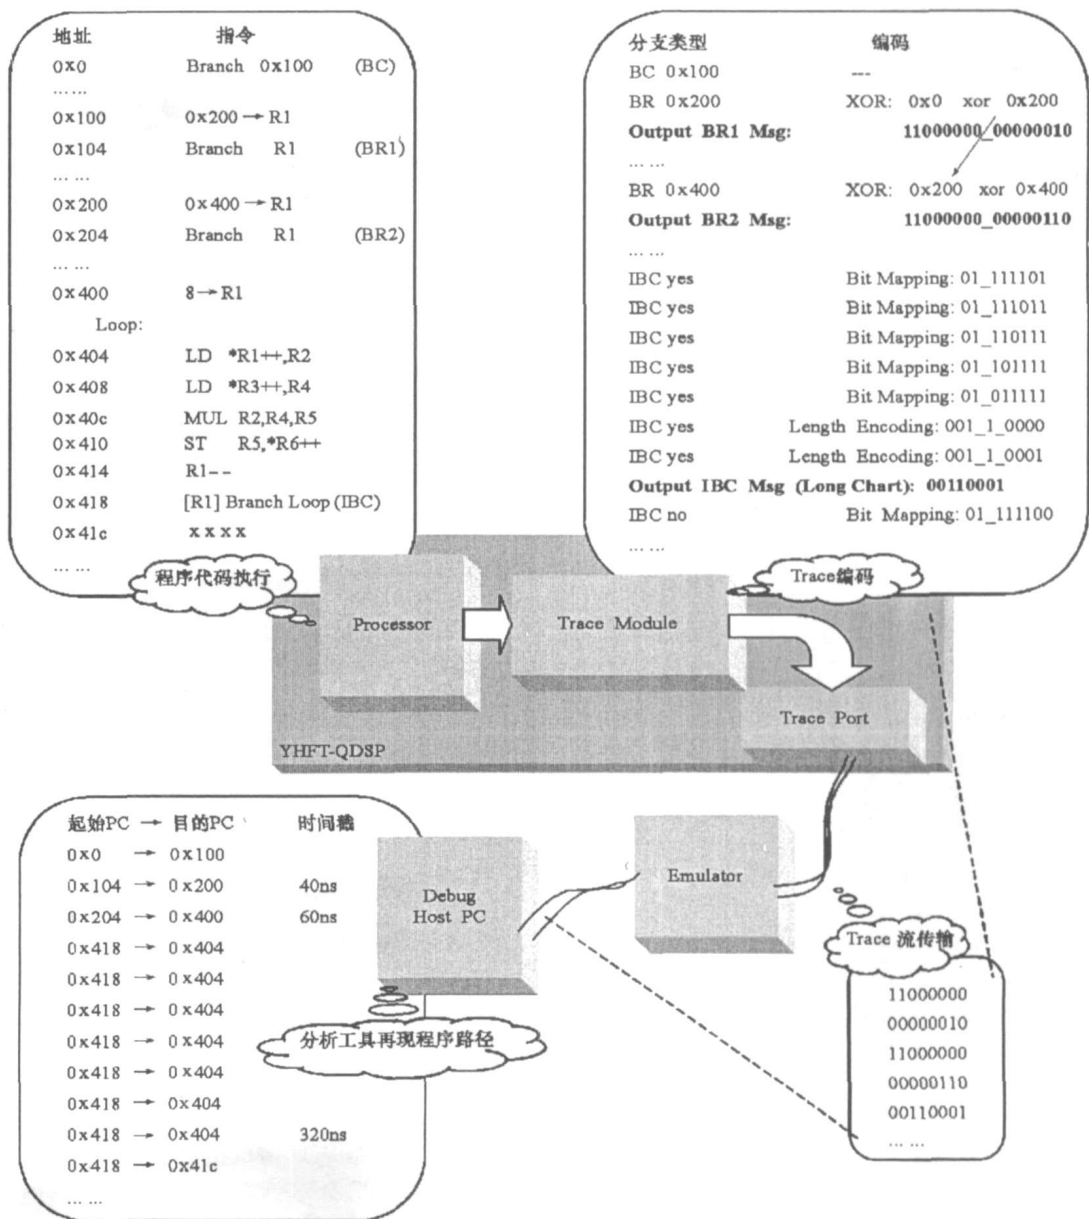 地址 指令
0x0 Branch 0x100 (BC)
... ...
0x100 0x200→R1
0x104 Branch R1 (BR1)
... ...
0x200 0x400→R1
0x204 Branch R1 (BR2)
... ...
0x400 8→R1
Loop:
0x404 LD *R1++,R2
0x408 LD *R3++,R4
0x40c MUL R2,R4,R5
0x410 ST R5,*R6++
0x414 R1--
0x418 [R1] Branch Loop (IBC)
0x41c xxxx
... ...
程序代码执行
分支类型 编码
BC 0x100 ---
BR 0x200 XOR: 0x0 xor 0x200
Output BR1 Msg: 11000000_00000010
... ...
BR 0x400 XOR: 0x200 xor 0x400
Output BR2 Msg: 11000000_00000110
... ...
IBC yes Bit Mapping: 01_111101
IBC yes Bit Mapping: 01_111011
IBC yes Bit Mapping: 01_110111
IBC yes Bit Mapping: 01_101111
IBC yes Bit Mapping: 01_011111
IBC yes Length Encoding: 001_1_0000
IBC yes Length Encoding: 001_1_0001
Output IBC Msg (Long Chart): 00110001
IBC no Bit Mapping: 01_111100
... ...
Trace编码
Processor
Trace Module
Trace Port
YHFT-QDSP
起始PC → 目的PC 时间戳
0x0 → 0x100
0x104 → 0x200 40ns
0x204 → 0x400 60ns
0x418 → 0x404
0x418 → 0x404
0x418 → 0x404
0x418 → 0x404
0x418 → 0x404
0x418 → 0x404
0x418 → 0x404 320ns
0x418 → 0x41c
... ...
Debug
Host PC
分析工具再现程序路径
Emulator
Trace 流传输
11000000
00000010
11000000
00000110
00110001
... ...